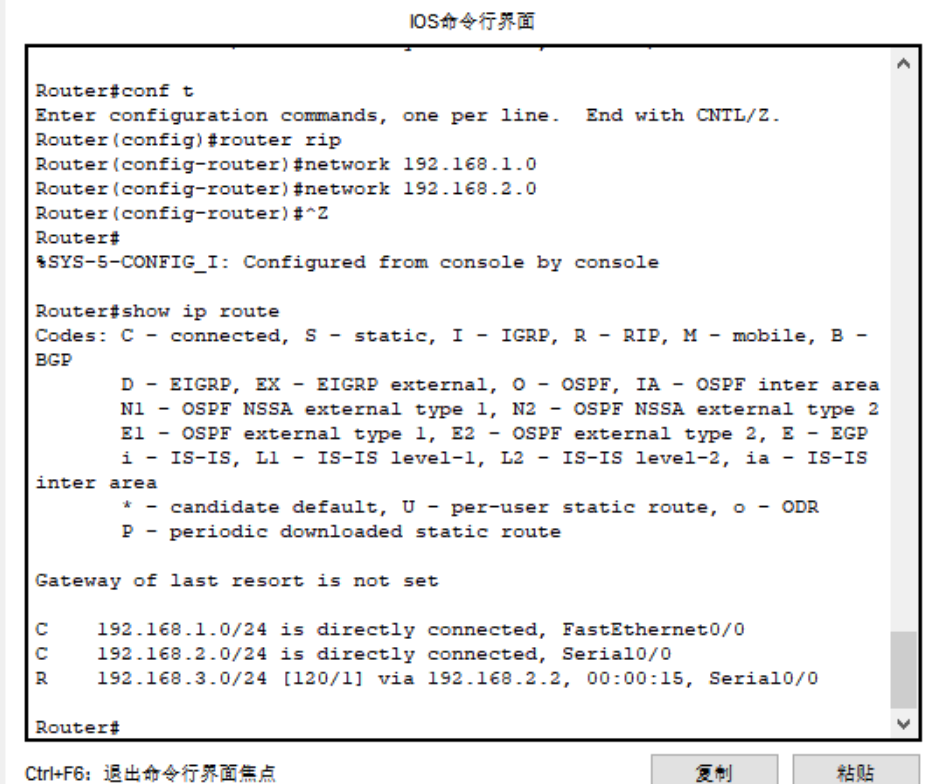 IOS命令行界面
Router#conf t
Enter configuration commands, one per line.  End with CNTL/Z.
Router(config)#router rip
Router(config-router)#network 192.168.1.0
Router(config-router)#network 192.168.2.0
Router(config-router)#^Z
Router#
%SYS-5-CONFIG_I: Configured from console by console
Router#show ip route
Codes: C - connected, S - static, I - IGRP, R - RIP, M - mobile, B -
BGP
       D - EIGRP, EX - EIGRP external, O - OSPF, IA - OSPF inter area
       N1 - OSPF NSSA external type 1, N2 - OSPF NSSA external type 2
       E1 - OSPF external type 1, E2 - OSPF external type 2, E - EGP
       i - IS-IS, L1 - IS-IS level-1, L2 - IS-IS level-2, ia - IS-IS
inter area
       * - candidate default, U - per-user static route, o - ODR
       P - periodic downloaded static route
Gateway of last resort is not set
C    192.168.1.0/24 is directly connected, FastEthernet0/0
C    192.168.2.0/24 is directly connected, Serial0/0
R    192.168.3.0/24 [120/1] via 192.168.2.2, 00:00:15, Serial0/0
Router#
Ctrl+F6: 退出命令行界面焦点
复制
粘贴